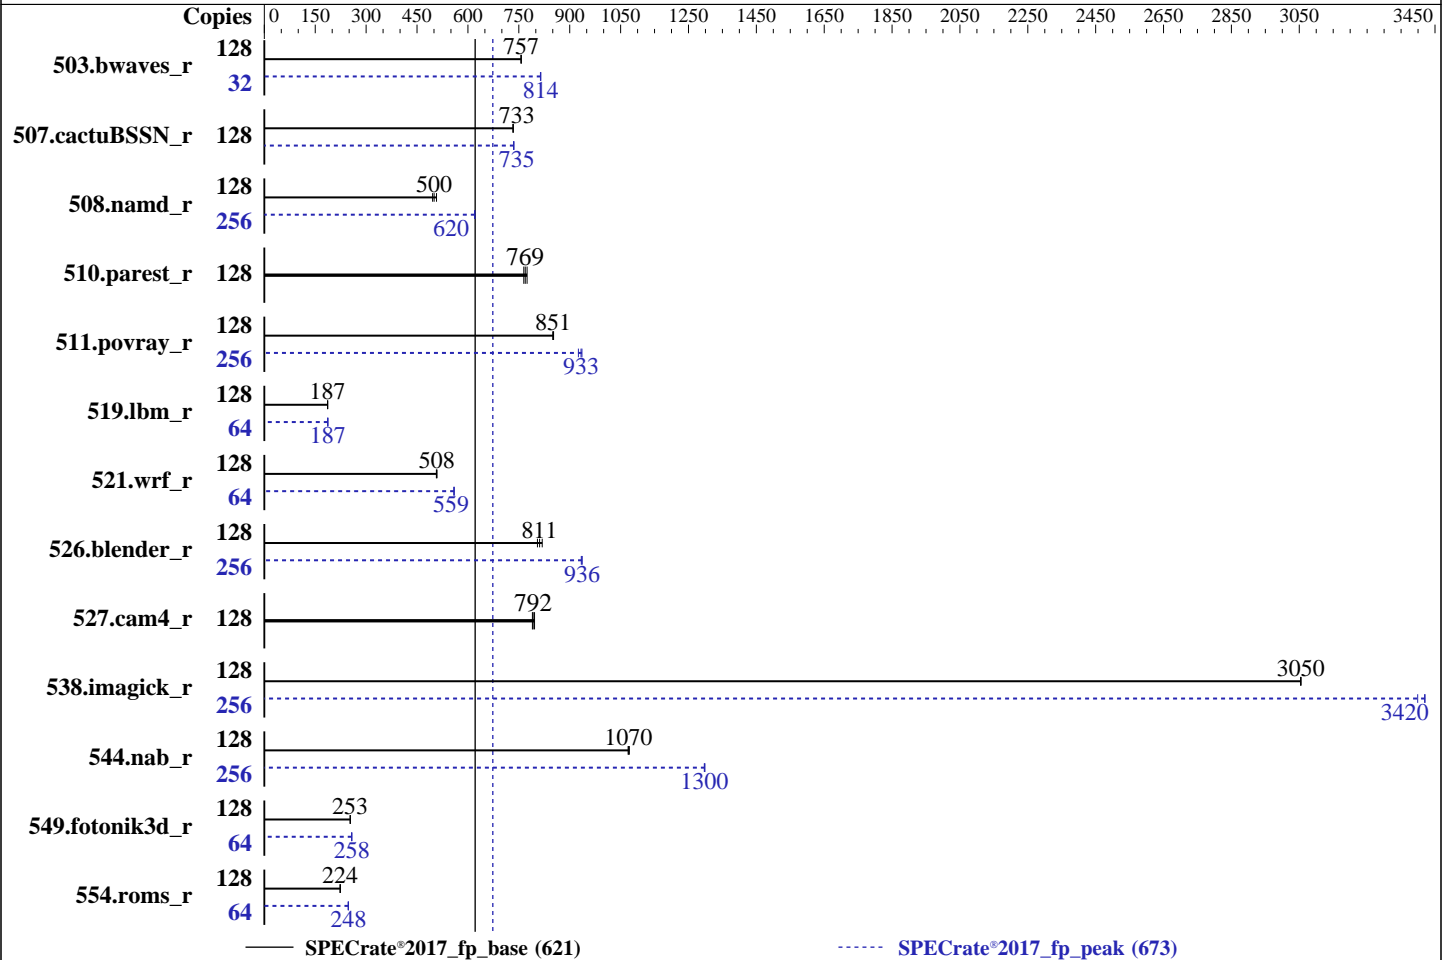 Copies 0 150 300 450 600 750 900 1050 1250 1450 1650 1850 2050 2250 2450 2650 2850 3050 3450
503.bwaves_r 128 757
32 814
507.cactuBSSN_r 128 733
735
508.namd_r 128 500
256 620
510.parest_r 128 769
511.povray_r 128 851
256 933
519.lbm_r 128 187
64 187
521.wrf_r 128 508
64 559
526.blender_r 128 811
256 936
527.cam4_r 128 792
538.imagick_r 128 3050
256 3420
544.nab_r 128 1070
256 1300
549.fotonik3d_r 128 253
64 258
554.roms_r 128 224
64 248
SPECrate®2017_fp_base (621) SPECrate®2017_fp_peak (673)